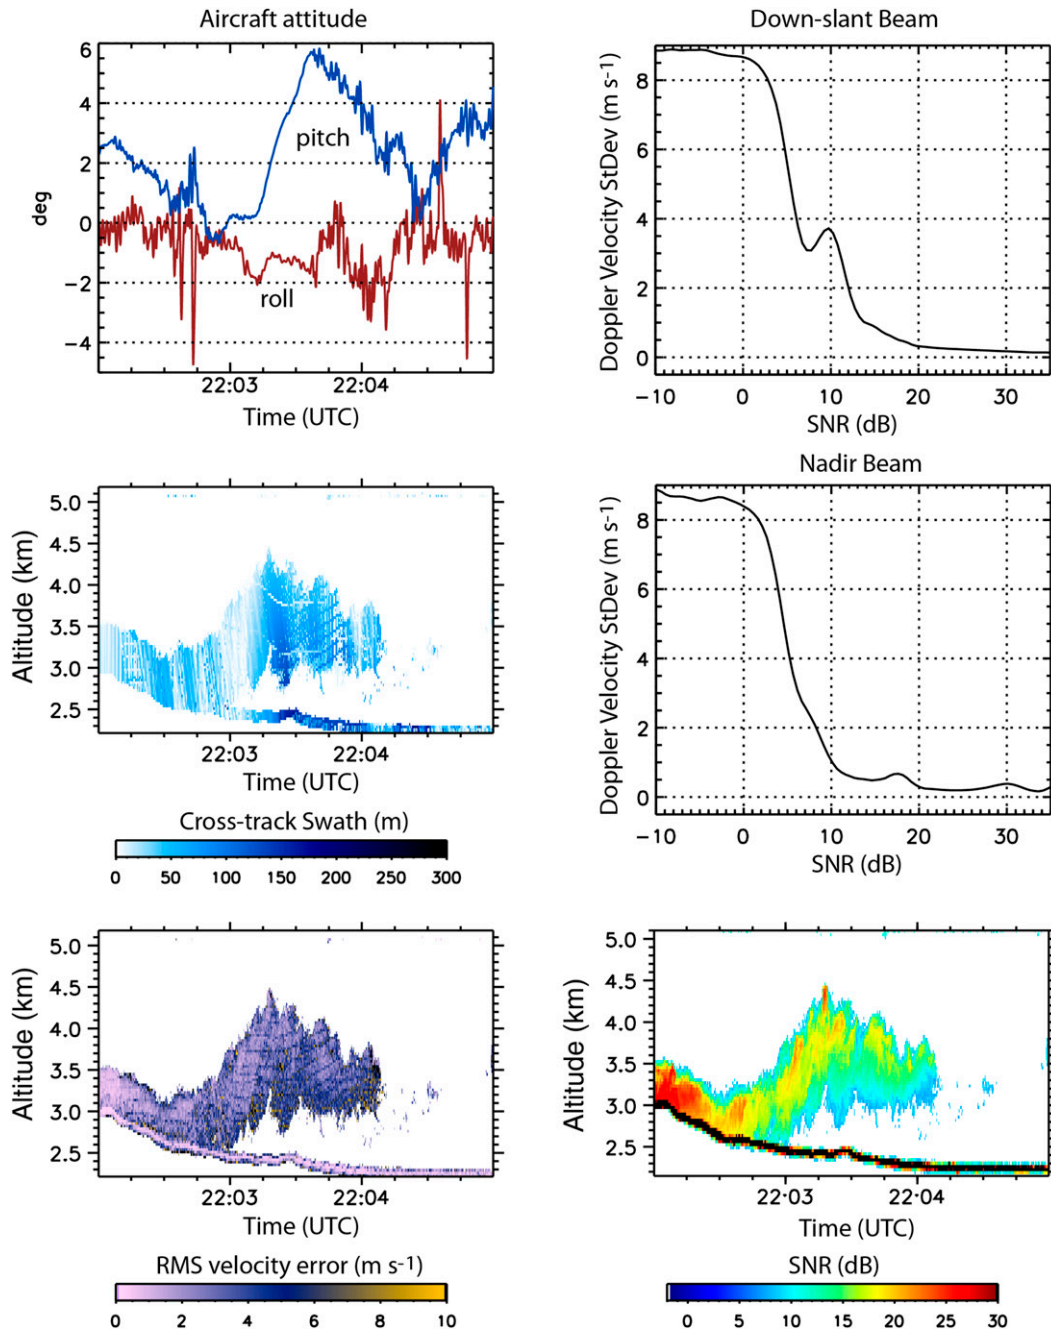 Aircraft attitude
6
4
2
0
−2
−4
deg
pitch
roll
22:03 22:04
Time (UTC)
Down-slant Beam
8
6
4
2
0
Doppler Velocity StDev (m s-1)
−10 0 10 20 30
SNR (dB)
5.0
4.5
4.0
3.5
3.0
2.5
Altitude (km)
22:03 22:04
Time (UTC)
Cross-track Swath (m)
0 50 100 150 200 250 300
Nadir Beam
8
6
4
2
0
Doppler Velocity StDev (m s-1)
−10 0 10 20 30
SNR (dB)
5.0
4.5
4.0
3.5
3.0
2.5
Altitude (km)
22:03 22:04
Time (UTC)
RMS velocity error (m s-1)
0 2 4 6 8 10
5.0
4.5
4.0
3.5
3.0
2.5
Altitude (km)
22:03 22:04
Time (UTC)
SNR (dB)
0 5 10 15 20 25 30